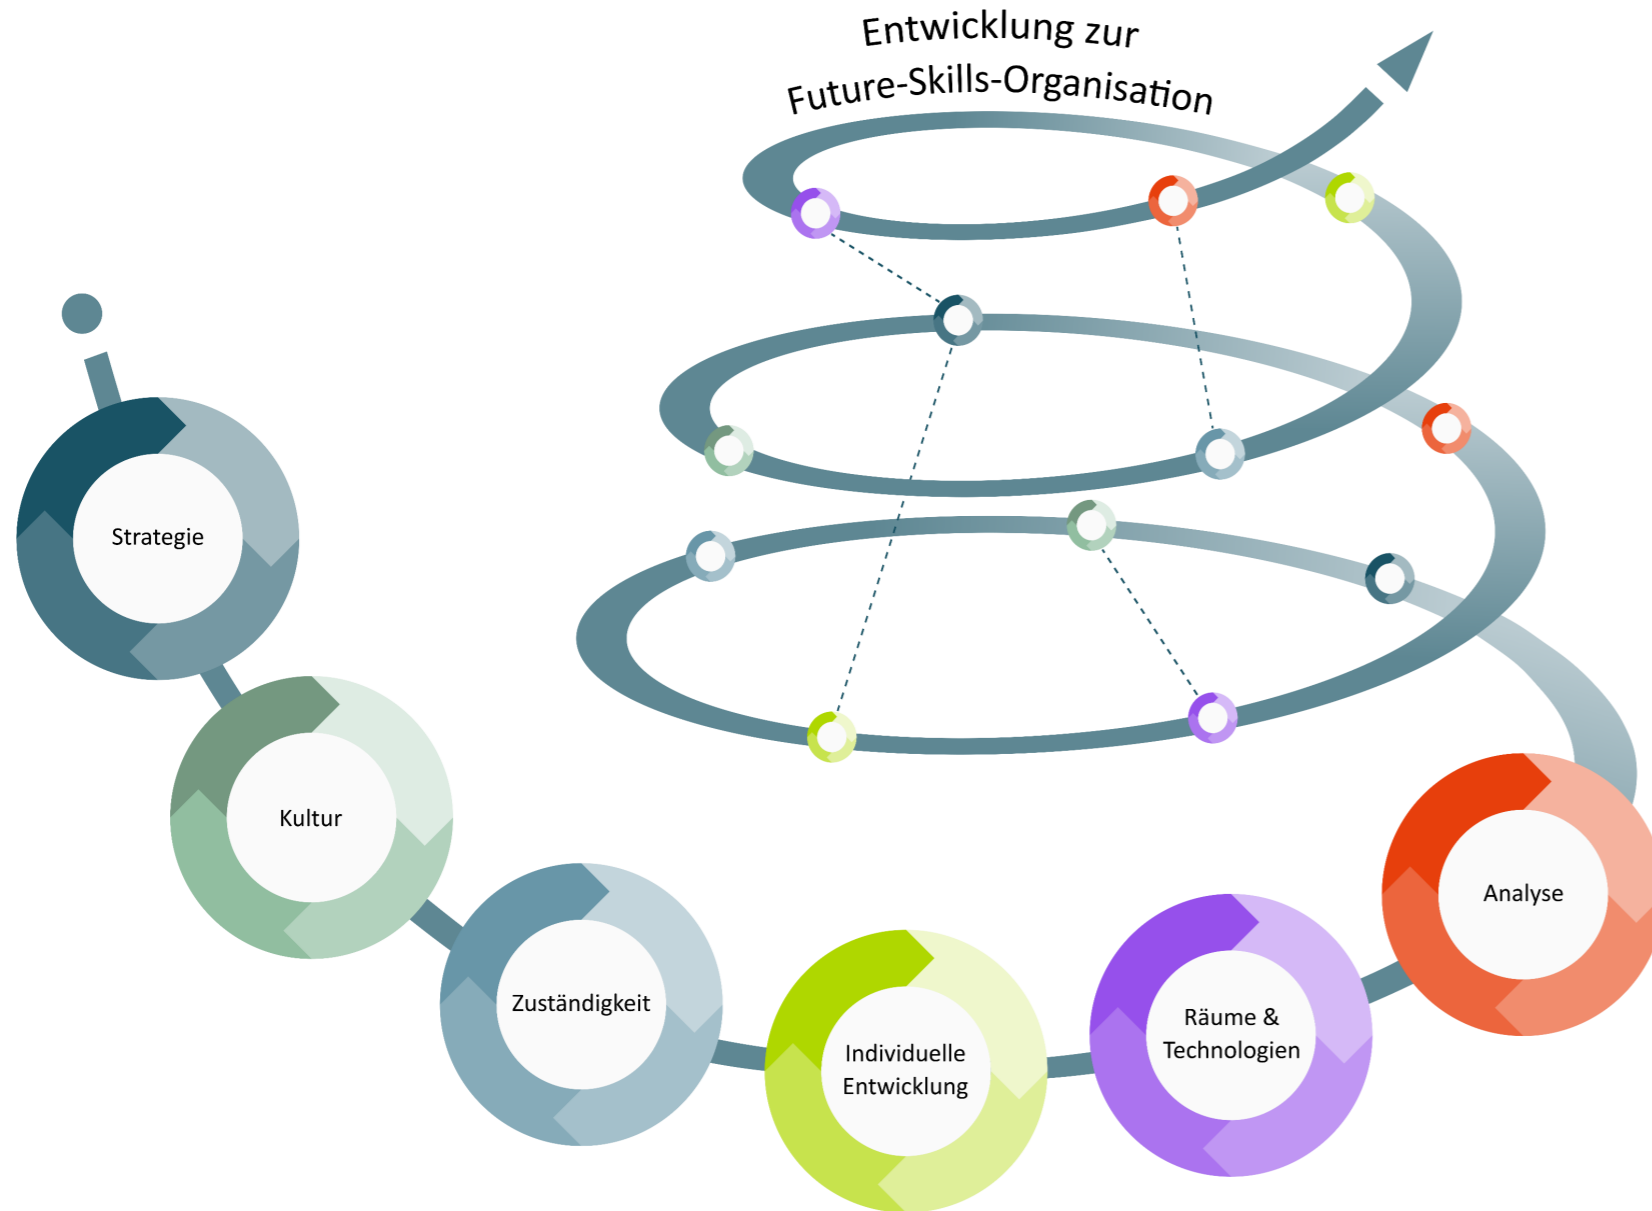 Entwicklung zur
Future-Skills-Organisation
Strategie
Kultur
Zuständigkeit
Individuelle
Entwicklung
Räume &
Technologien
Analyse